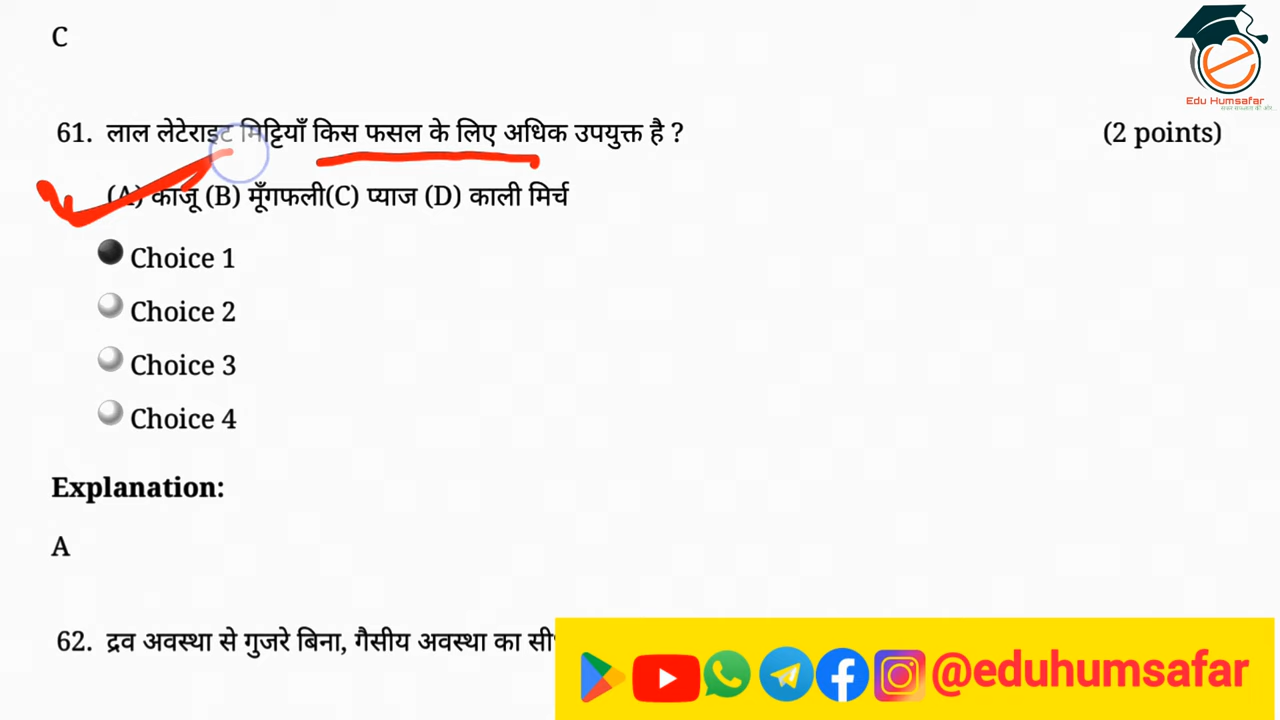 C
Edu Humsafar
61. लाल लेटेराइट मिट्टियाँ किस फसल के लिए अधिक उपयुक्त है ? (2 points)
(A) काजू (B) मूँगफली(C) प्याज (D) काली मिर्च
Choice 1
Choice 2
Choice 3
Choice 4
Explanation:
A
62. द्रव अवस्था से गुजरे बिना, गैसीय अवस्था का
@eduhumsafar